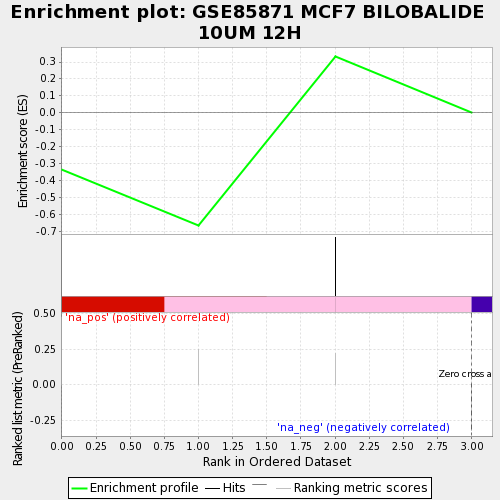 Enrichment plot: GSE85871 MCF7 BILOBALIDE
10UM 12H
Enrichment score (ES)
0.3
0.2
0.1
0.0
-0.1
-0.2
-0.3
-0.4
-0.5
-0.6
-0.7
'na_pos' (positively correlated)
Ranked list metric (PreRanked)
0.50
0.25
0.00
-0.25
Zero cross a
'na_neg' (negatively correlated)
0.00 0.25 0.50 0.75 1.00 1.25 1.50 1.75 2.00 2.25 2.50 2.75 3.00
Rank in Ordered Dataset
Enrichment profile Hits Ranking metric scores